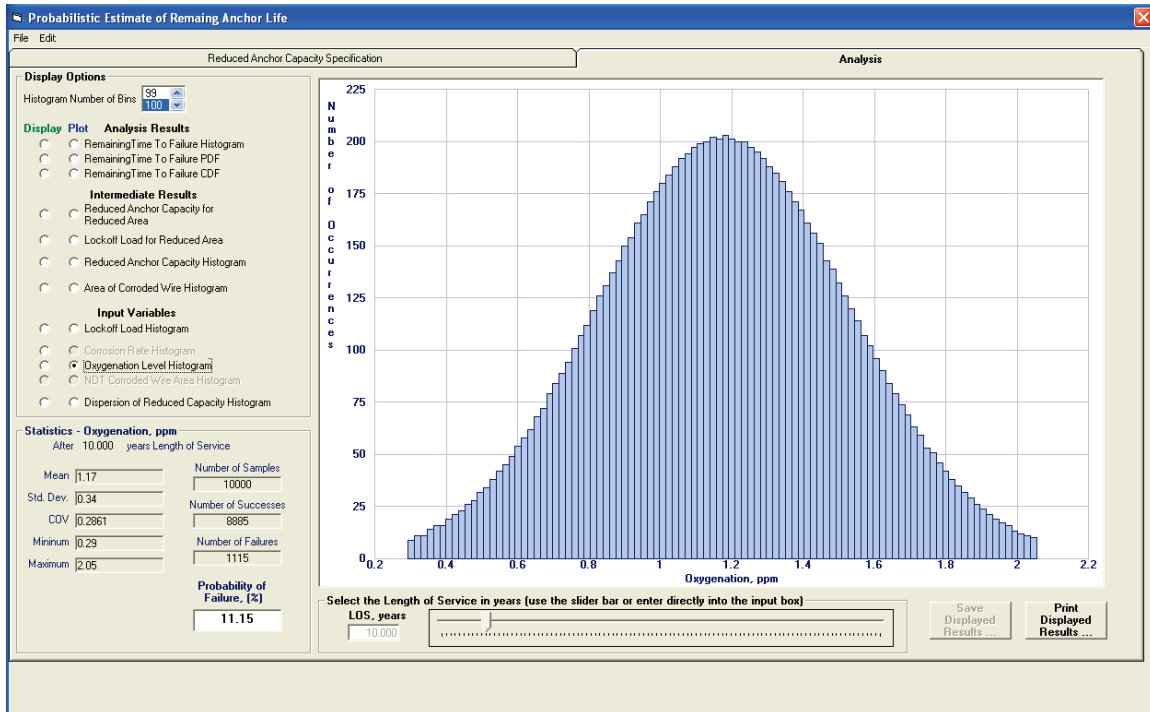 Probabilistic Estimate of Remaing Anchor Life
File Edit
Reduced Anchor Capacity Specification
Analysis
Display Options
Histogram Number of Bins 99
100
Display Plot Analysis Results
RemainingTime To Failure Histogram
RemainingTime To Failure PDF
RemainingTime To Failure CDF
Intermediate Results
Reduced Anchor Capacity for
Reduced Area
Lockoff Load for Reduced Area
Reduced Anchor Capacity Histogram
Area of Corroded Wire Histogram
Input Variables
Lockoff Load Histogram
Corrosion Rate Histogram
Oxygenation Level Histogram
NDT Corroded Wire Area Histogram
Dispersion of Reduced Capacity Histogram
Statistics - Oxygenation, ppm
After 10.000 years Length of Service
Mean 1.17
Std. Dev. 0.34
COV 0.2861
Mininum 0.29
Maximum 2.05
Number of Samples
10000
Number of Successes
8885
Number of Failures
1115
Probability of
Failure, (%)
11.15
Number of Occurrences
225
200
175
150
125
100
75
50
25
0
0.2 0.4 0.6 0.8 1 1.2 1.4 1.6 1.8 2 2.2
Oxygenation, ppm
Select the Length of Service in years (use the slider bar or enter directly into the input box)
LOS, years
10.000
Save
Displayed
Results ...
Print
Displayed
Results ...